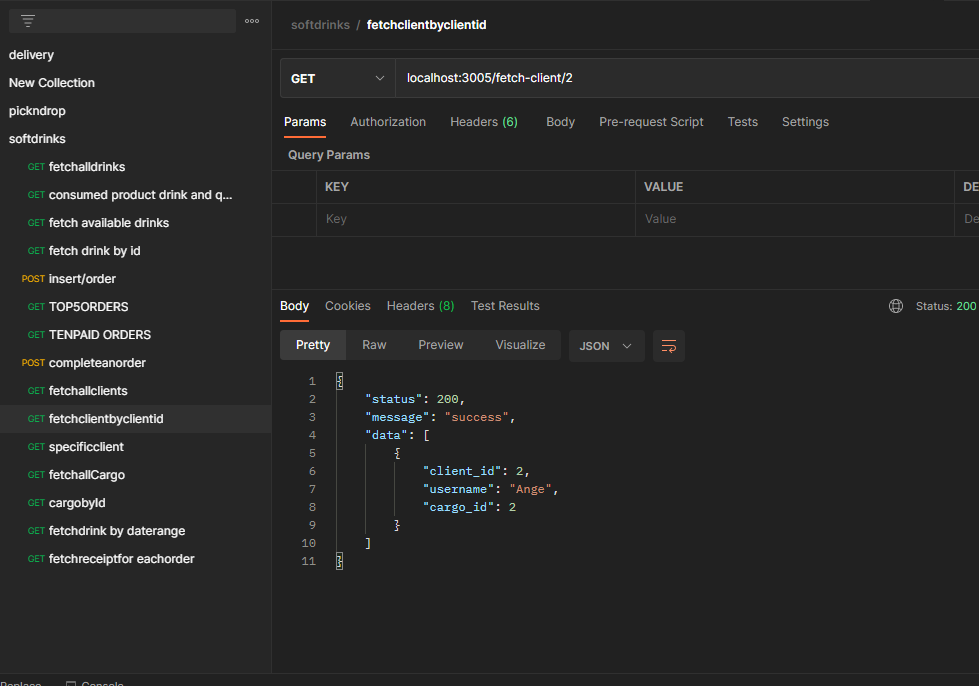 softdrinks / fetchclientbyclientid
delivery
New Collection
pickndrop
softdrinks
GET fetchalldrinks
GET consumed product drink and q...
GET fetch available drinks
GET fetch drink by id
POST insert/order
GET TOP5ORDERS
GET TENPAID ORDERS
POST completeanorder
GET fetchallclients
GET fetchclientbyclientid
GET specificclient
GET fetchallCargo
GET cargobyId
GET fetchdrink by daterange
GET fetchreceiptfor eachorder
GET localhost:3005/fetch-client/2
Params Authorization Headers (6) Body Pre-request Script Tests Settings
Query Params
KEY VALUE DE
Key Value De
Body Cookies Headers (8) Test Results Status: 200
Pretty Raw Preview Visualize JSON
1 {
2 "status": 200,
3 "message": "success",
4 "data": [
5 {
6 "client_id": 2,
7 "username": "Ange",
8 "cargo_id": 2
9 }
10 ]
11 }
Replace Console